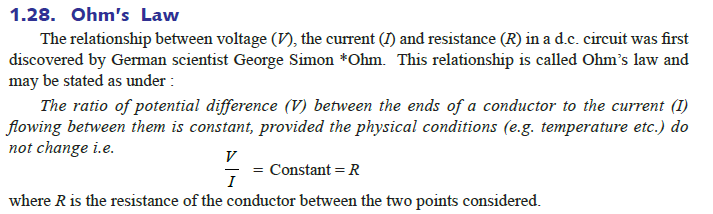 1.28. Ohm's Law
The relationship between voltage (V), the current (I) and resistance (R) in a d.c. circuit was first
discovered by German scientist George Simon *Ohm. This relationship is called Ohm's law and
may be stated as under :
The ratio of potential difference (V) between the ends of a conductor to the current (I)
flowing between them is constant, provided the physical conditions (e.g. temperature etc.) do
not change i.e.
V
I = Constant = R
where R is the resistance of the conductor between the two points considered.